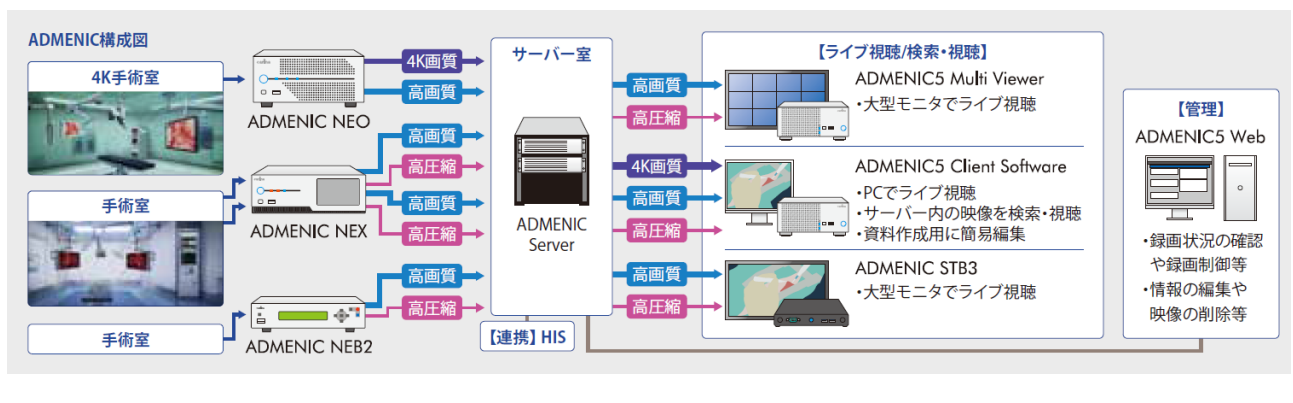 ADMENIC構成図
4K手術室
手術室
手術室
ADMENIC NEO
ADMENIC NEX
ADMENIC NEB2
4K画質
高画質
高画質
高圧縮
高画質
高圧縮
高画質
高圧縮
サーバー室
ADMENIC
Server
【連携】HIS
高画質
高圧縮
4K画質
高画質
高圧縮
高画質
高圧縮
【ライブ視聴/検索・視聴】
ADMENIC5 Multi Viewer
・大型モニタでライブ視聴
ADMENIC5 Client Software
・PCでライブ視聴
・サーバー内の映像を検索・視聴
・資料作成用に簡易編集
ADMENIC STB3
・大型モニタでライブ視聴
【管理】
ADMENIC5 Web
・録画状況の確認
や録画制御等
・情報の編集や
映像の削除等